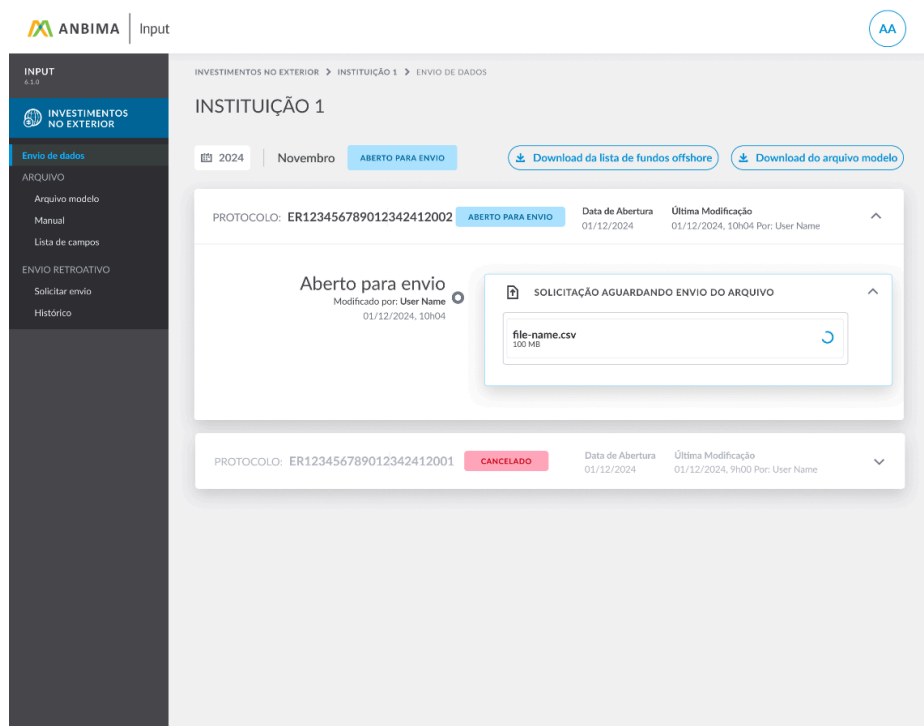 ANBIMA Input
AA
INPUT
6.1.0
INVESTIMENTOS
NO EXTERIOR
Envio de dados
ARQUIVO
Arquivo modelo
Manual
Lista de campos
ENVIO RETROATIVO
Solicitar envio
Histórico
INVESTIMENTOS NO EXTERIOR > INSTITUIÇÃO 1 > ENVIO DE DADOS
INSTITUIÇÃO 1
2024 Novembro ABERTO PARA ENVIO Download da lista de fundos offshore Download do arquivo modelo
PROTOCOLO: ER123456789012342412002 ABERTO PARA ENVIO
Data de Abertura
01/12/2024
Última Modificação
01/12/2024, 10h04 Por: User Name
Aberto para envio
Modificado por: User Name
01/12/2024, 10h04
SOLICITAÇÃO AGUARDANDO ENVIO DO ARQUIVO
file-name.csv
100 MB
PROTOCOLO: ER123456789012342412001 CANCELADO
Data de Abertura
01/12/2024
Última Modificação
01/12/2024, 9h00 Por: User Name